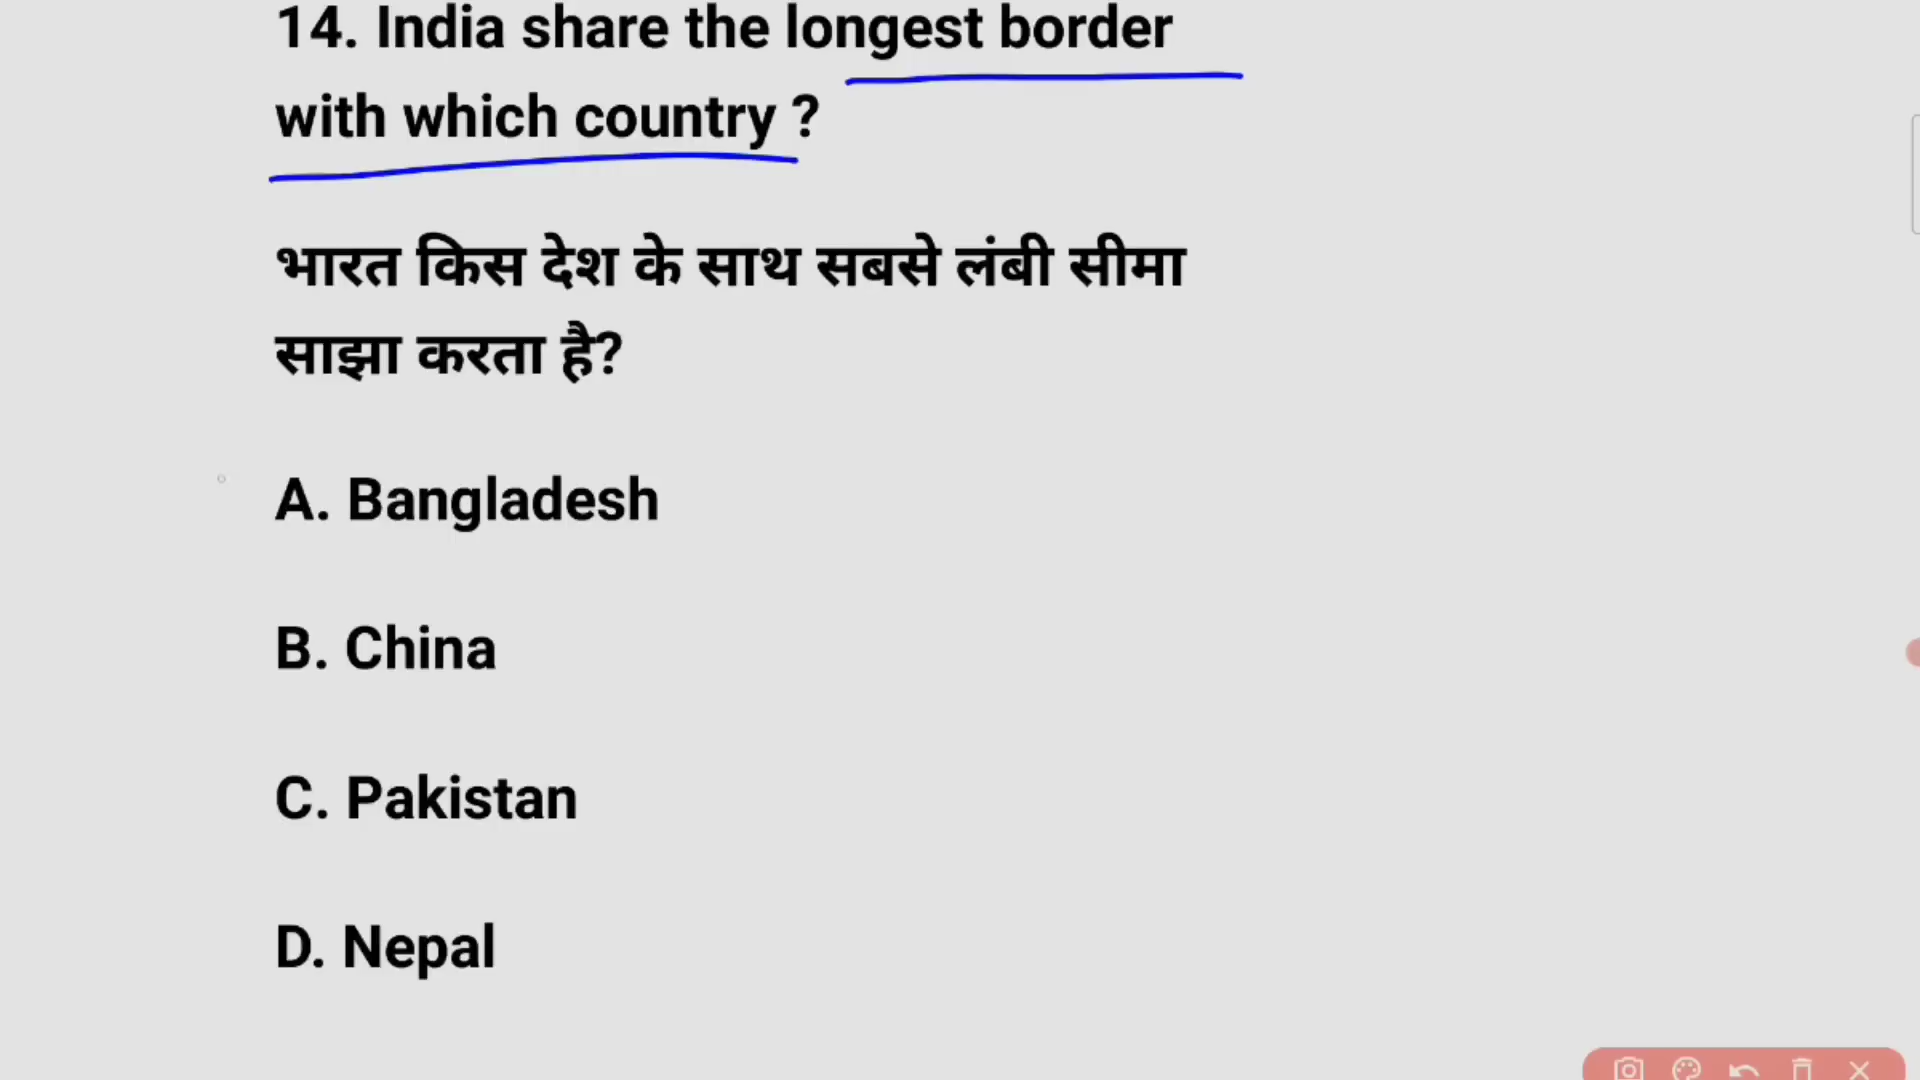 14. India share the longest border
with which country ?
भारत किस देश के साथ सबसे लंबी सीमा
साझा करता है?
A. Bangladesh
B. China
C. Pakistan
D. Nepal